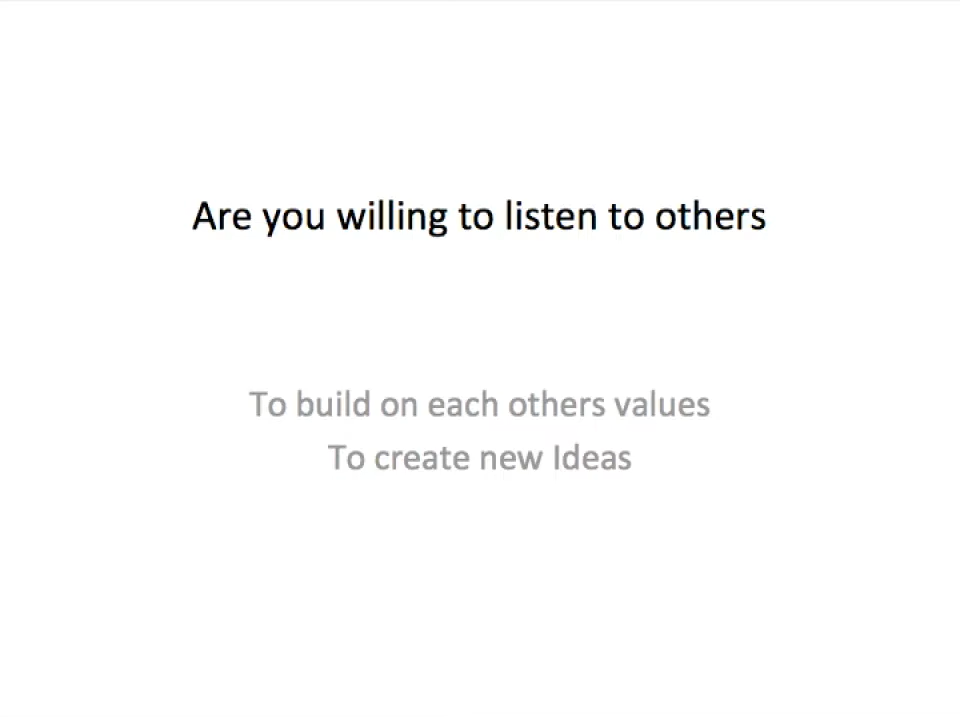 Are you willing to listen to others
To build on each others values
To create new Ideas